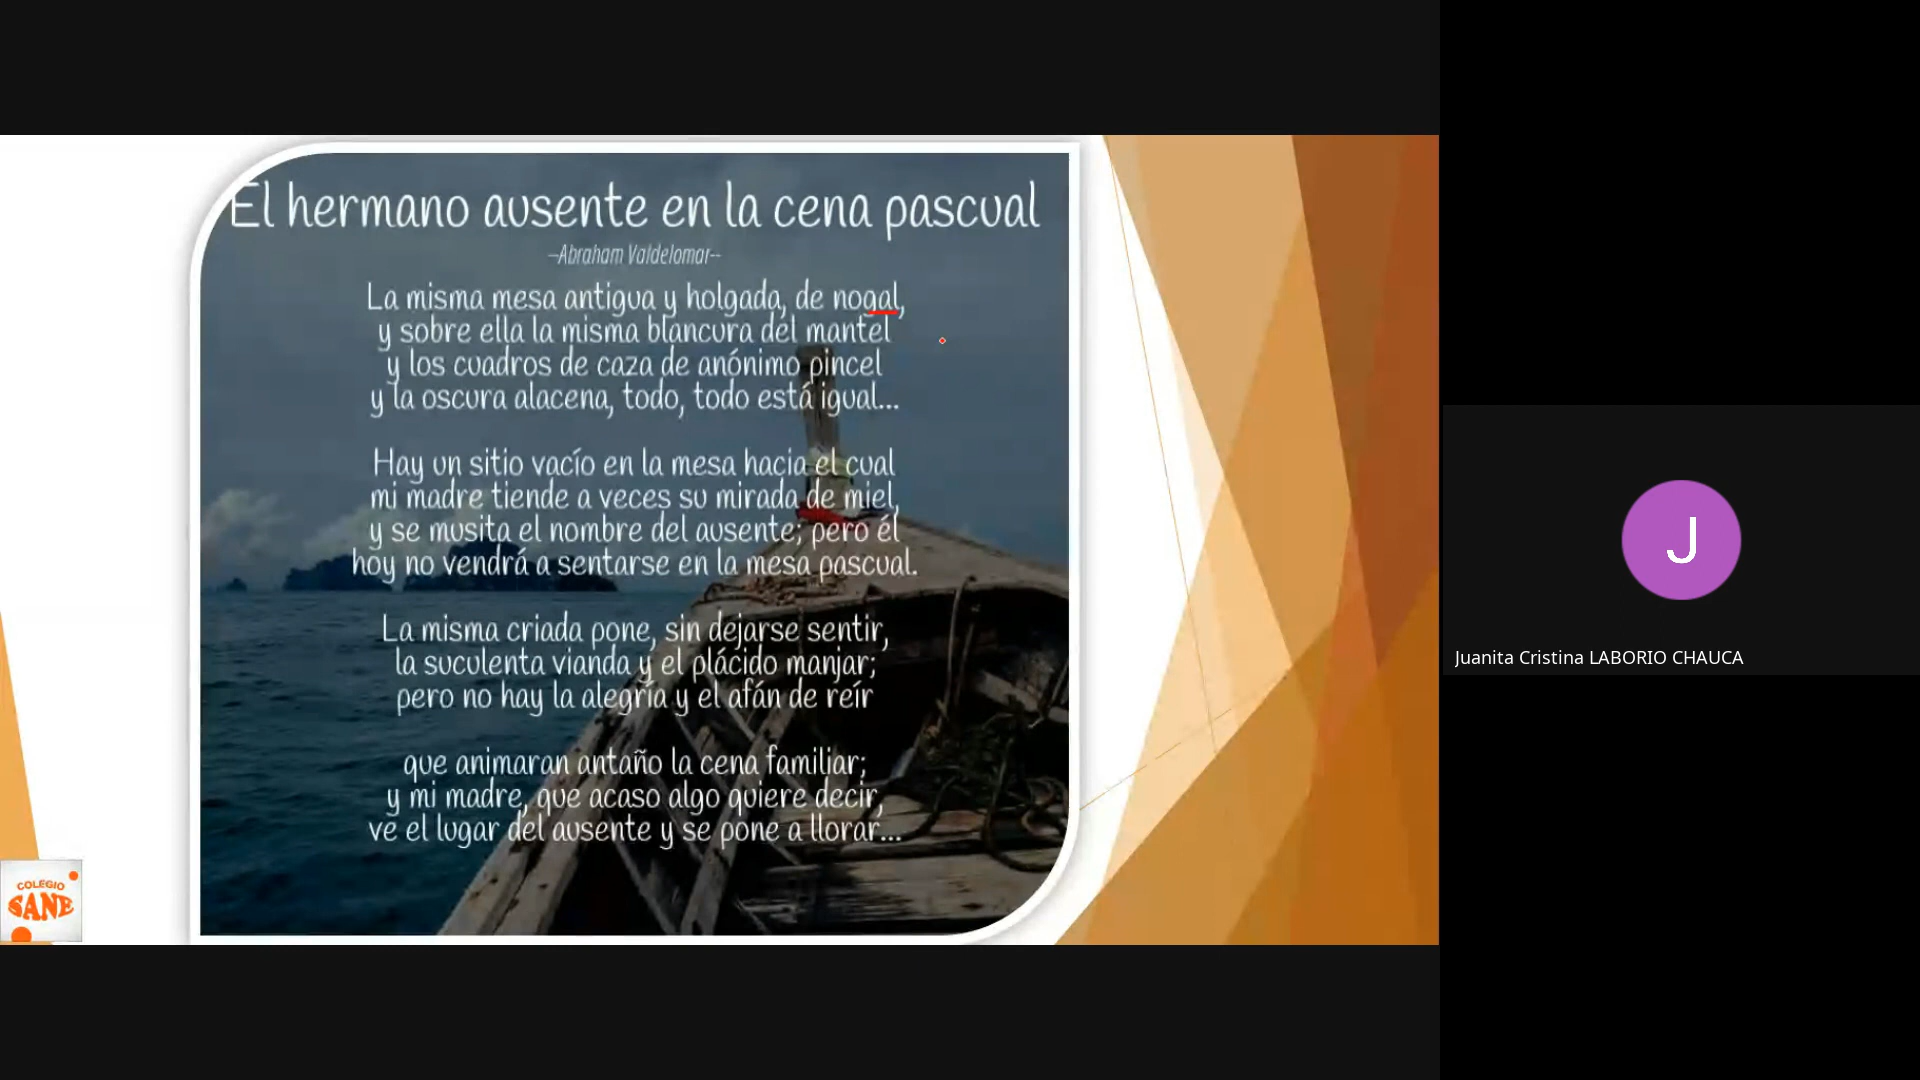 El hermano ausente en la cena pascual
--Abraham Valdelomar--
La misma mesa antigua y holgada, de nogal,
y sobre ella la misma blancura del mantel
y los cuadros de caza de anónimo pincel
y la oscura alacena, todo, todo está igual...
Hay un sitio vacío en la mesa hacia el cual
mi madre tiende a veces su mirada de miel,
y se musita el nombre del ausente; pero él
hoy no vendrá a sentarse en la mesa pascual.
La misma criada pone, sin dejarse sentir,
la suculenta vianda y el plácido manjar;
pero no hay la alegría y el afán de reír
que animaran antaño la cena familiar;
y mi madre, que acaso algo quiere decir,
ve el lugar del ausente y se pone a llorar...
COLEGIO
SANE
J
Juanita Cristina LABORIO CHAUCA